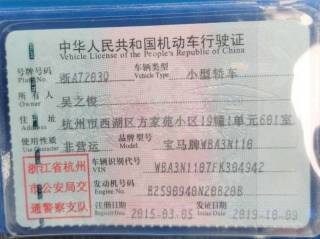 中华人民共和国机动车行驶证
Vehicle License of the People's Republic of China
号牌号码 浙A7203Q 车辆类型 小型轿车
Plate No. Vehicle Type
所有人 吴之俊
Owner
住址 杭州市西湖区方家苑小区19幢1单元601室
Address
使用性质 非营运 品牌型号 宝马牌WBA3N110
Use Character Model
浙江省杭州
市公安局交
通警察支队
车辆识别代号 WBA3N1107FK304942
VIN
发动机号码 B2590940N20B20B
Engine No.
注册日期 2015-03-05 发证日期 2019-10-09
Register Date Issue Date